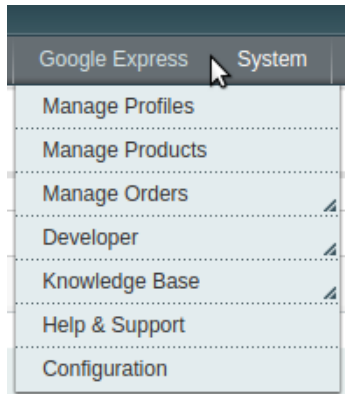 Google Express System
Manage Profiles
Manage Products
Manage Orders
Developer
Knowledge Base
Help & Support
Configuration